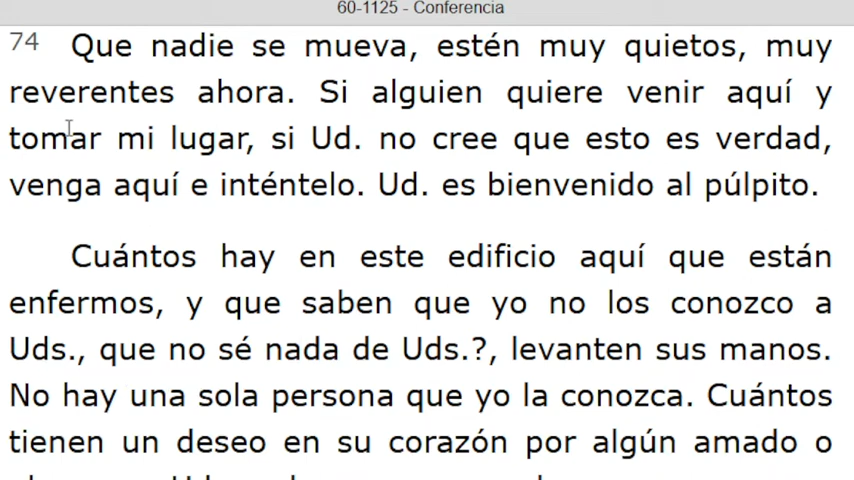 60-1125 - Conferencia
74 Que nadie se mueva, estén muy quietos, muy
reverentes ahora. Si alguien quiere venir aquí y
tomar mi lugar, si Ud. no cree que esto es verdad,
venga aquí e inténtelo. Ud. es bienvenido al púlpito.
Cuántos hay en este edificio aquí que están
enfermos, y que saben que yo no los conozco a
Uds., que no sé nada de Uds.?, levanten sus manos.
No hay una sola persona que yo la conozca. Cuántos
tienen un deseo en su corazón por algún amado o